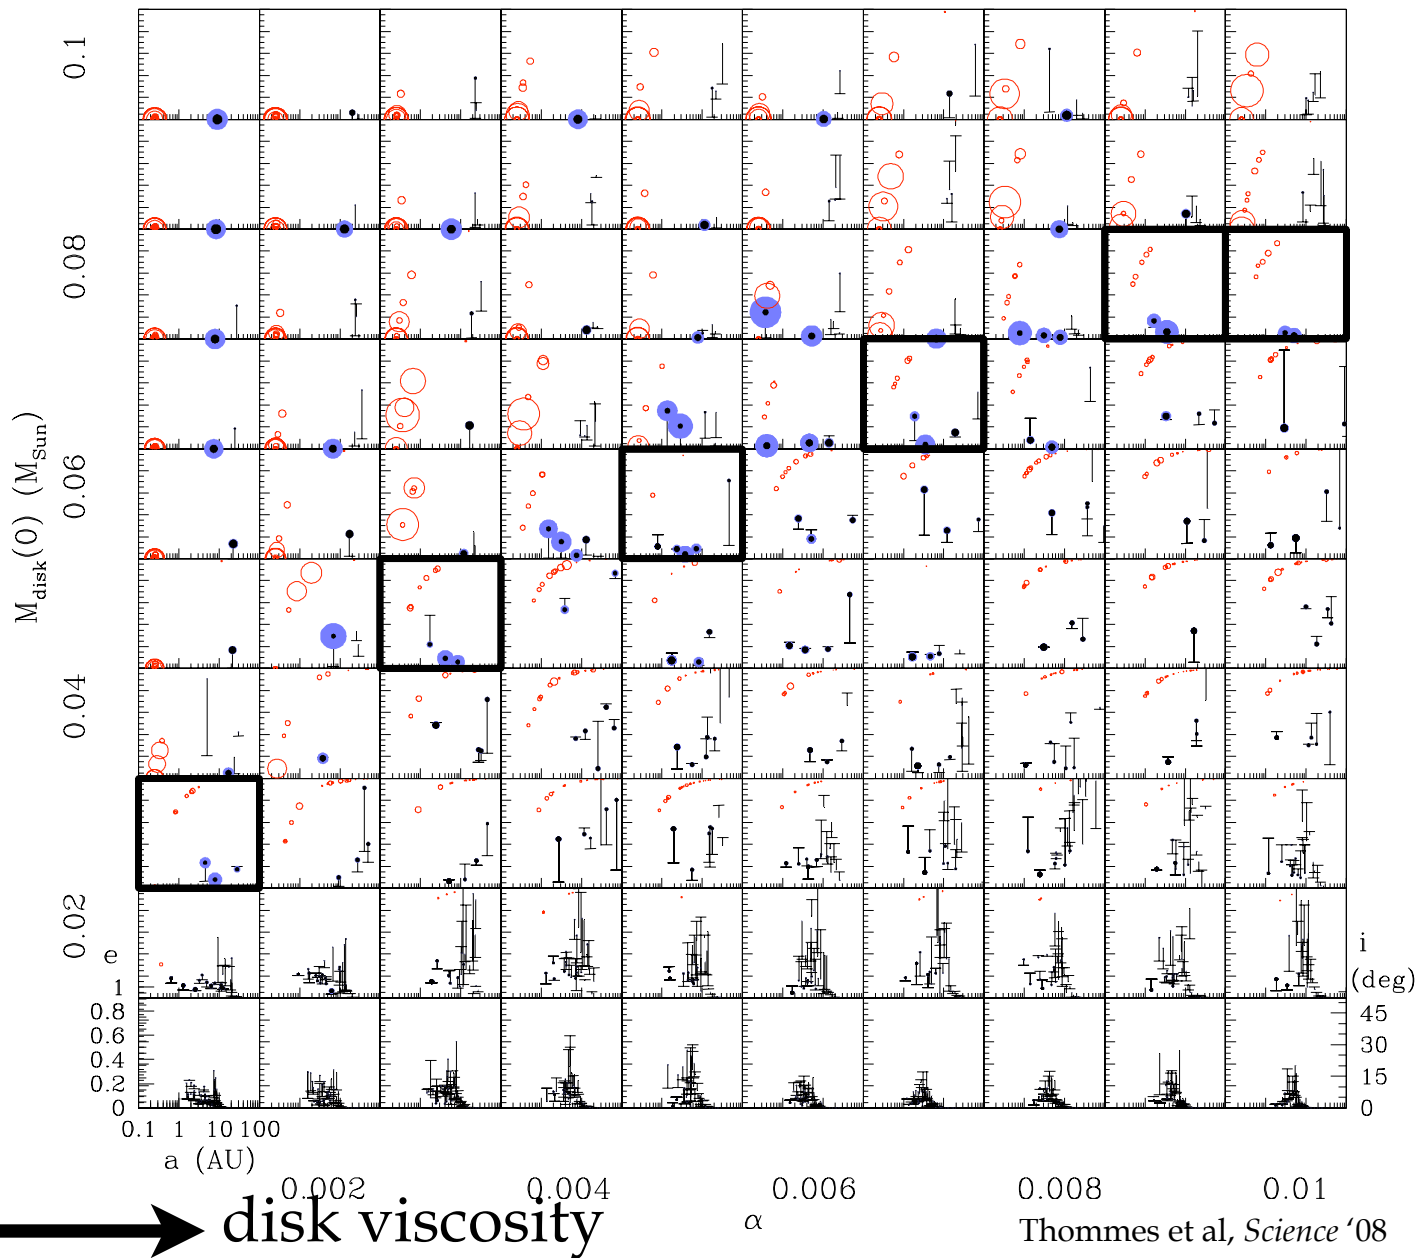 0.1
0.08
0.06
0.04
0.02
M_disk(0) (M_Sun)
e
1
0.8
0.6
0.4
0.2
0
i
(deg)
45
30
15
0
0.1 1 10 100
a (AU)
0.002 0.004 0.006 0.008 0.01
disk viscosity
α
Thommes et al, Science ‘08